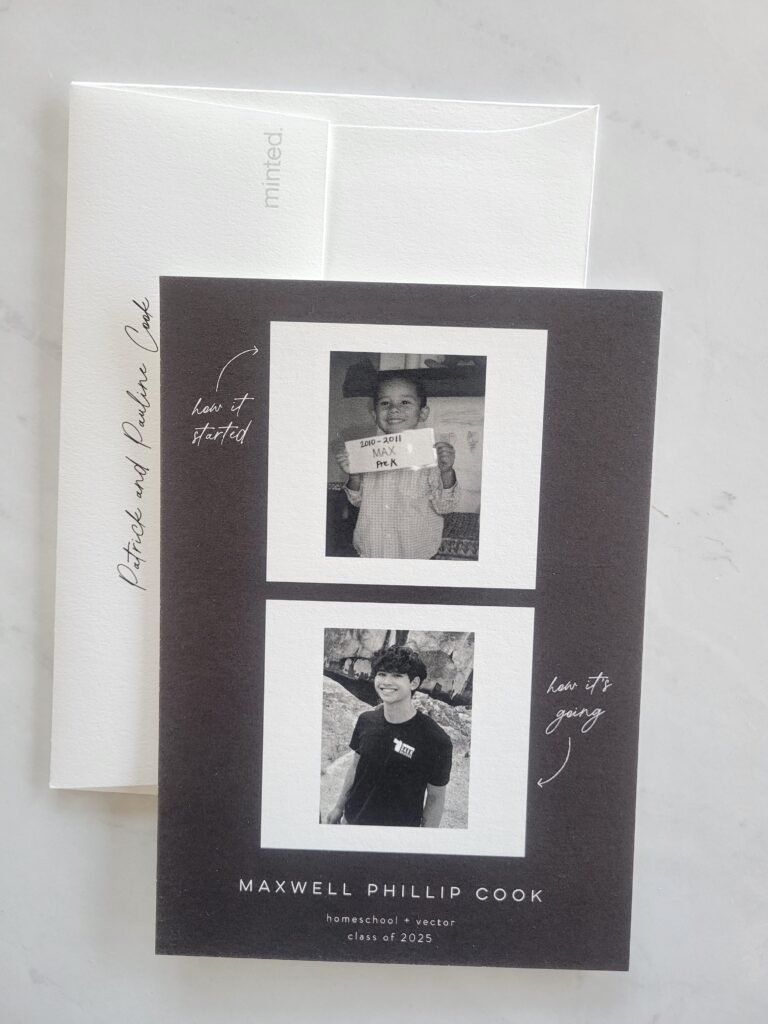 minted.
Patrick and Pauline Cook
how it
started
2010-2011
MAX
Pre K
how it's
going
MAXWELL PHILLIP COOK
homeschool + vector
class of 2025